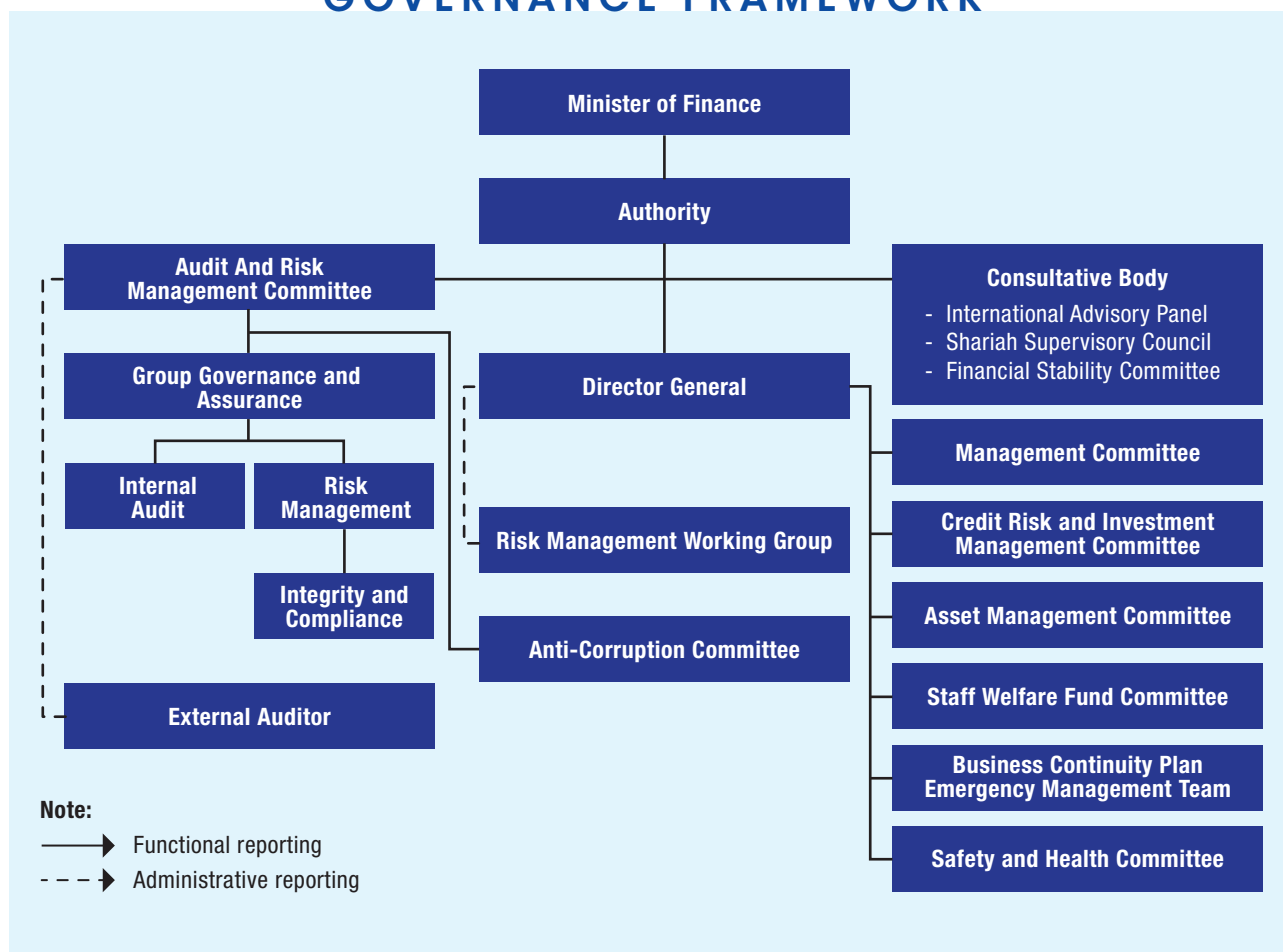 GOVERNANCE FRAMEWORK
Minister of Finance
Authority
Audit And Risk
Management Committee
Consultative Body
- International Advisory Panel
- Shariah Supervisory Council
- Financial Stability Committee
Group Governance and
Assurance
Director General
Internal
Audit
Risk
Management
Management Committee
Risk Management Working Group
Credit Risk and Investment
Management Committee
Integrity and
Compliance
Anti-Corruption Committee
Asset Management Committee
External Auditor
Staff Welfare Fund Committee
Business Continuity Plan
Emergency Management Team
Safety and Health Committee
Note:
Functional reporting
Administrative reporting